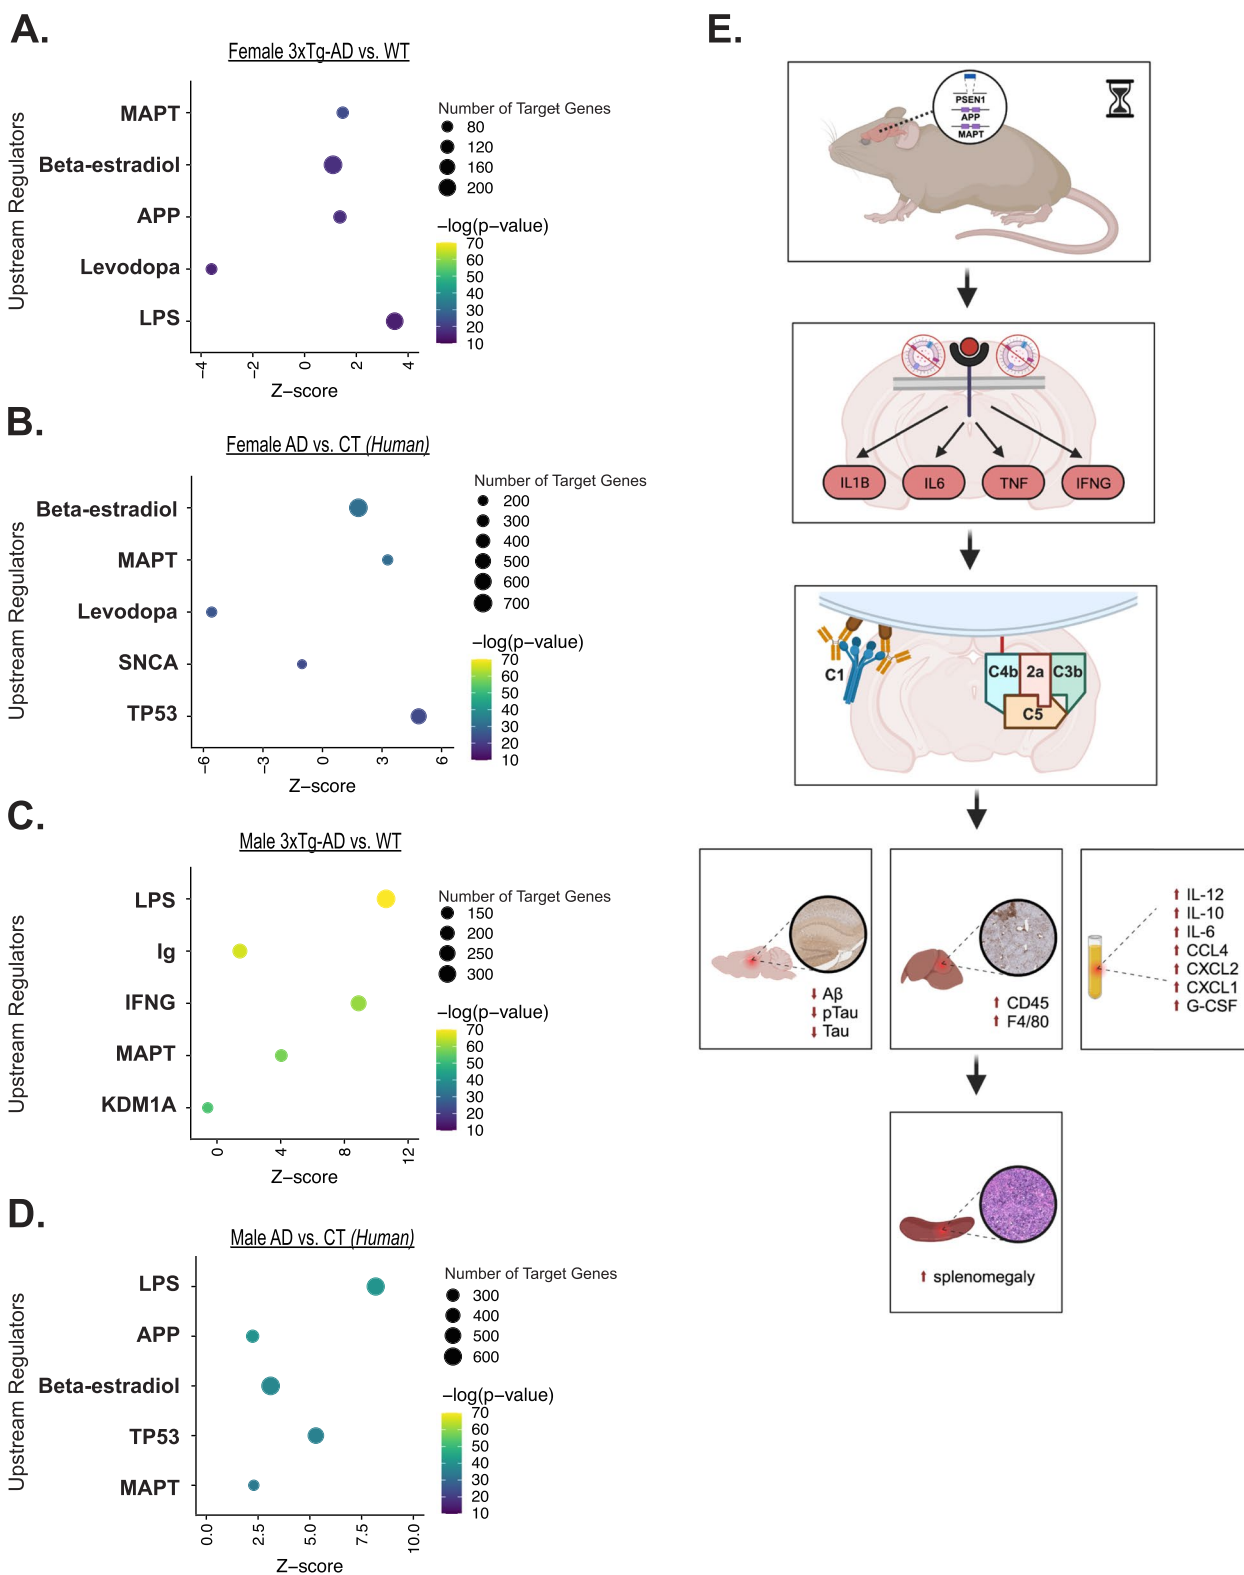 A.
Female 3xTg-AD vs. WT
Upstream Regulators
MAPT
Beta-estradiol
APP
Levodopa
LPS
−4
−2
0
2
4
Z−score
Number of Target Genes
80
120
160
200
−log(p−value)
70
60
50
40
30
20
10
B.
Female AD vs. CT (Human)
Upstream Regulators
Beta-estradiol
MAPT
Levodopa
SNCA
TP53
−6
−3
0
3
6
Z−score
Number of Target Genes
200
300
400
500
600
700
−log(p−value)
70
60
50
40
30
20
10
C.
Male 3xTg-AD vs. WT
Upstream Regulators
LPS
Ig
IFNG
MAPT
KDM1A
0
4
8
12
Z−score
Number of Target Genes
150
200
250
300
−log(p−value)
70
60
50
40
30
20
10
D.
Male AD vs. CT (Human)
Upstream Regulators
LPS
APP
Beta-estradiol
TP53
MAPT
0.0
2.5
5.0
7.5
10.0
Z−score
Number of Target Genes
300
400
500
600
−log(p−value)
70
60
50
40
30
20
10
E.
PSEN1
APP
MAPT
IL1B
IL6
TNF
IFNG
C1
C4b
2a
C3b
C5
Aβ
pTau
Tau
CD45
F4/80
IL-12
IL-10
IL-6
CCL4
CXCL2
CXCL1
G-CSF
splenomegaly